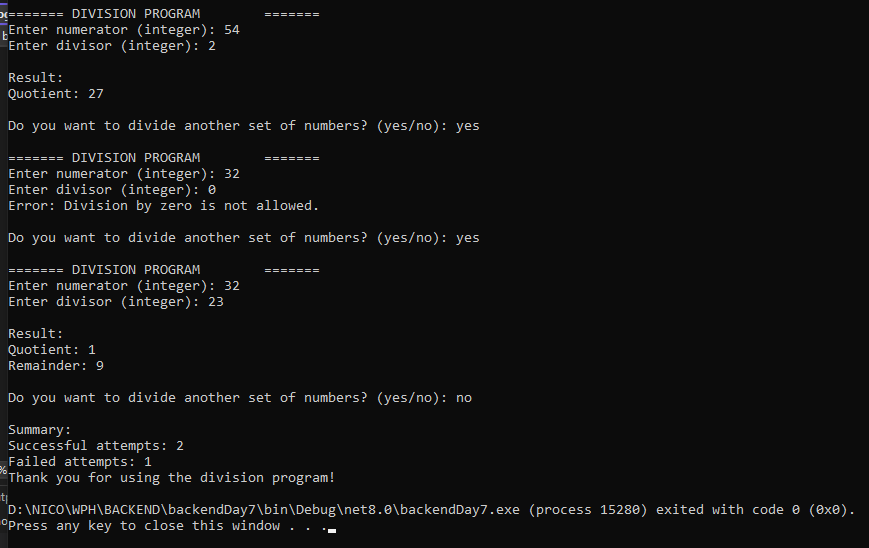 ======= DIVISION PROGRAM        =======
Enter numerator (integer): 54
Enter divisor (integer): 2
Result:
Quotient: 27
Do you want to divide another set of numbers? (yes/no): yes
======= DIVISION PROGRAM        =======
Enter numerator (integer): 32
Enter divisor (integer): 0
Error: Division by zero is not allowed.
Do you want to divide another set of numbers? (yes/no): yes
======= DIVISION PROGRAM        =======
Enter numerator (integer): 32
Enter divisor (integer): 23
Result:
Quotient: 1
Remainder: 9
Do you want to divide another set of numbers? (yes/no): no
Summary:
Successful attempts: 2
Failed attempts: 1
Thank you for using the division program!
D:\NICO\WPH\BACKEND\backendDay7\bin\Debug\net8.0\backendDay7.exe (process 15280) exited with code 0 (0x0).
Press any key to close this window . . .